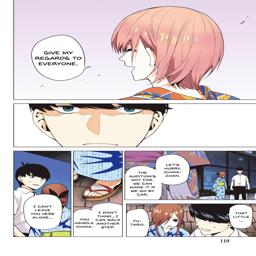 GIVE MY
REGARDS TO
EVERYONE.
LET'S
HURRY,
ICHIKA-
CHAN.
THE
AUDITION'S
NOT FAR.
WE CAN
MAKE IT IF
WE GO BY
CAR.
I CAN'T
LEAVE
YOU HERE
ALONE...
I DON'T
THINK... I
CAN WALK
ANOTHER
STEP.
YOU
HANDLE
ICHIKA.
FU-
TARO.
THAT LITTLE
110